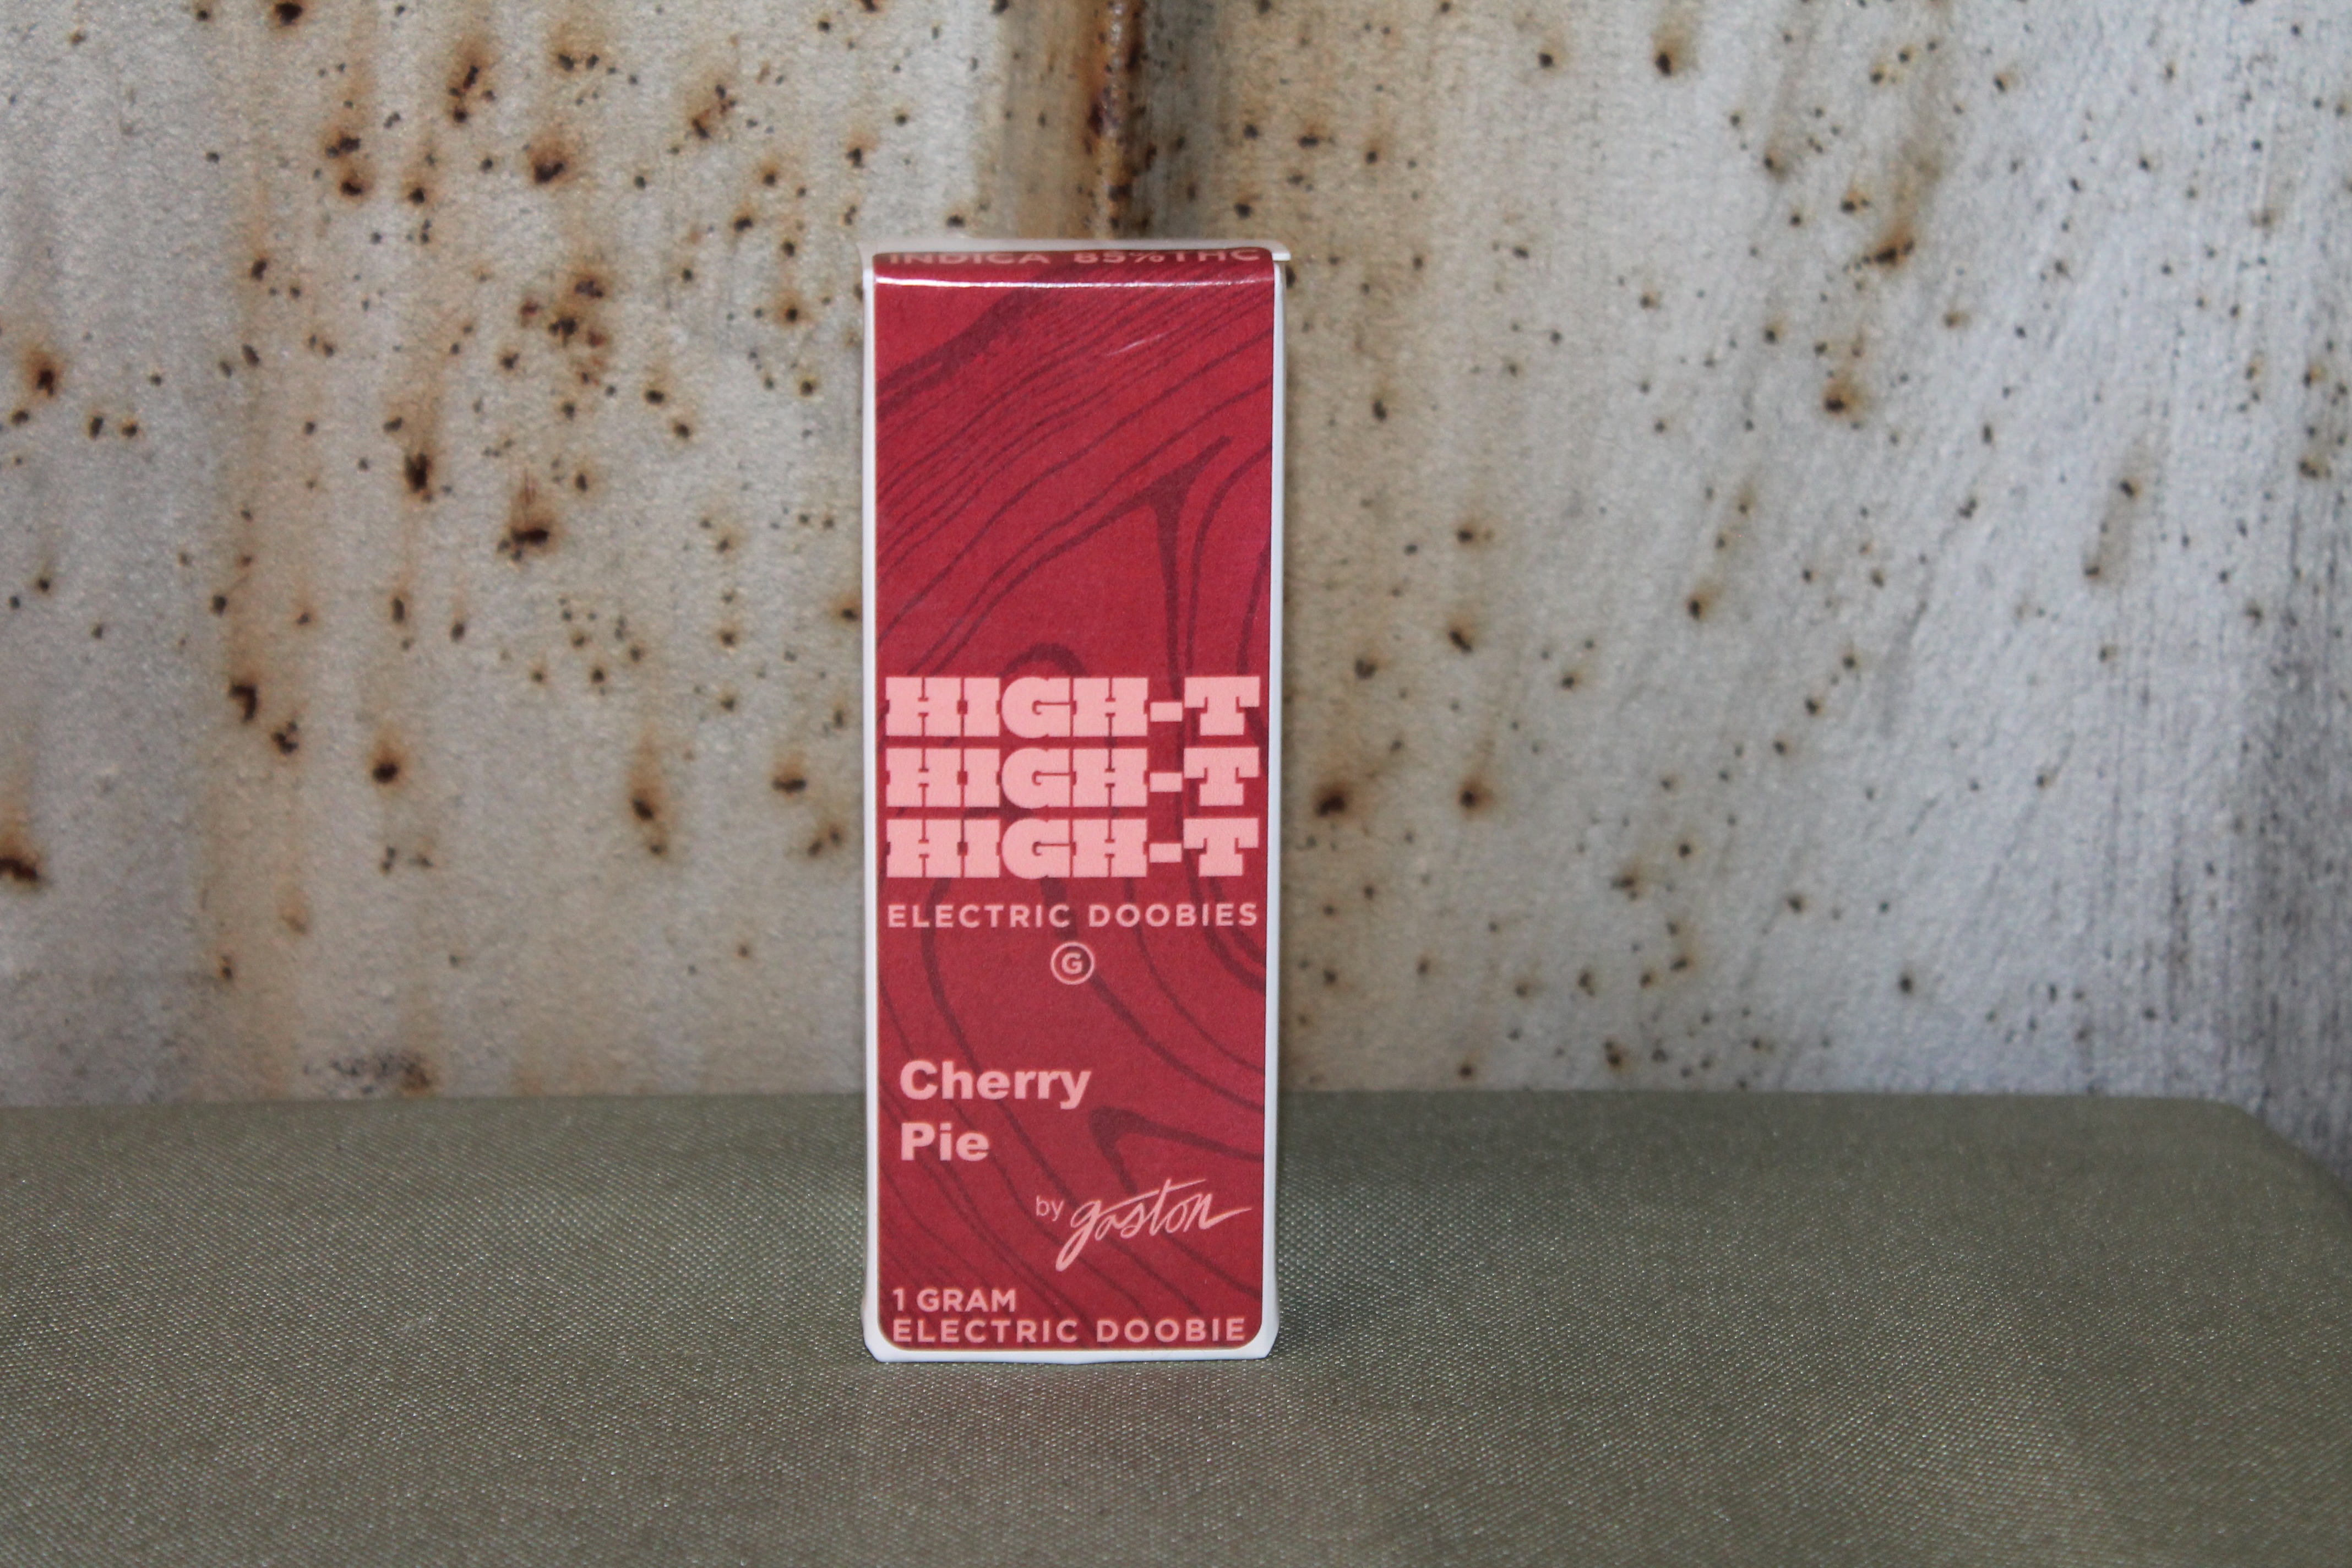 INDICA 85% THC
HIGH-T
HIGH-T
HIGH-T
ELECTRIC DOOBIES
G
Cherry
Pie
by gaston
1 GRAM
ELECTRIC DOOBIE